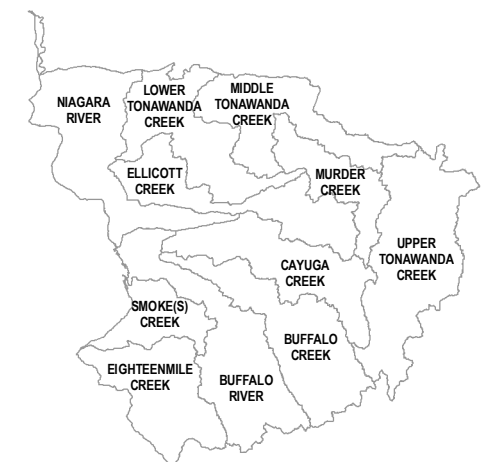 NIAGARA
RIVER
LOWER
TONAWANDA
CREEK
MIDDLE
TONAWANDA
CREEK
ELLICOTT
CREEK
MURDER
CREEK
UPPER
TONAWANDA
CREEK
CAYUGA
CREEK
SMOKE(S)
CREEK
BUFFALO
CREEK
EIGHTEENMILE
CREEK
BUFFALO
RIVER